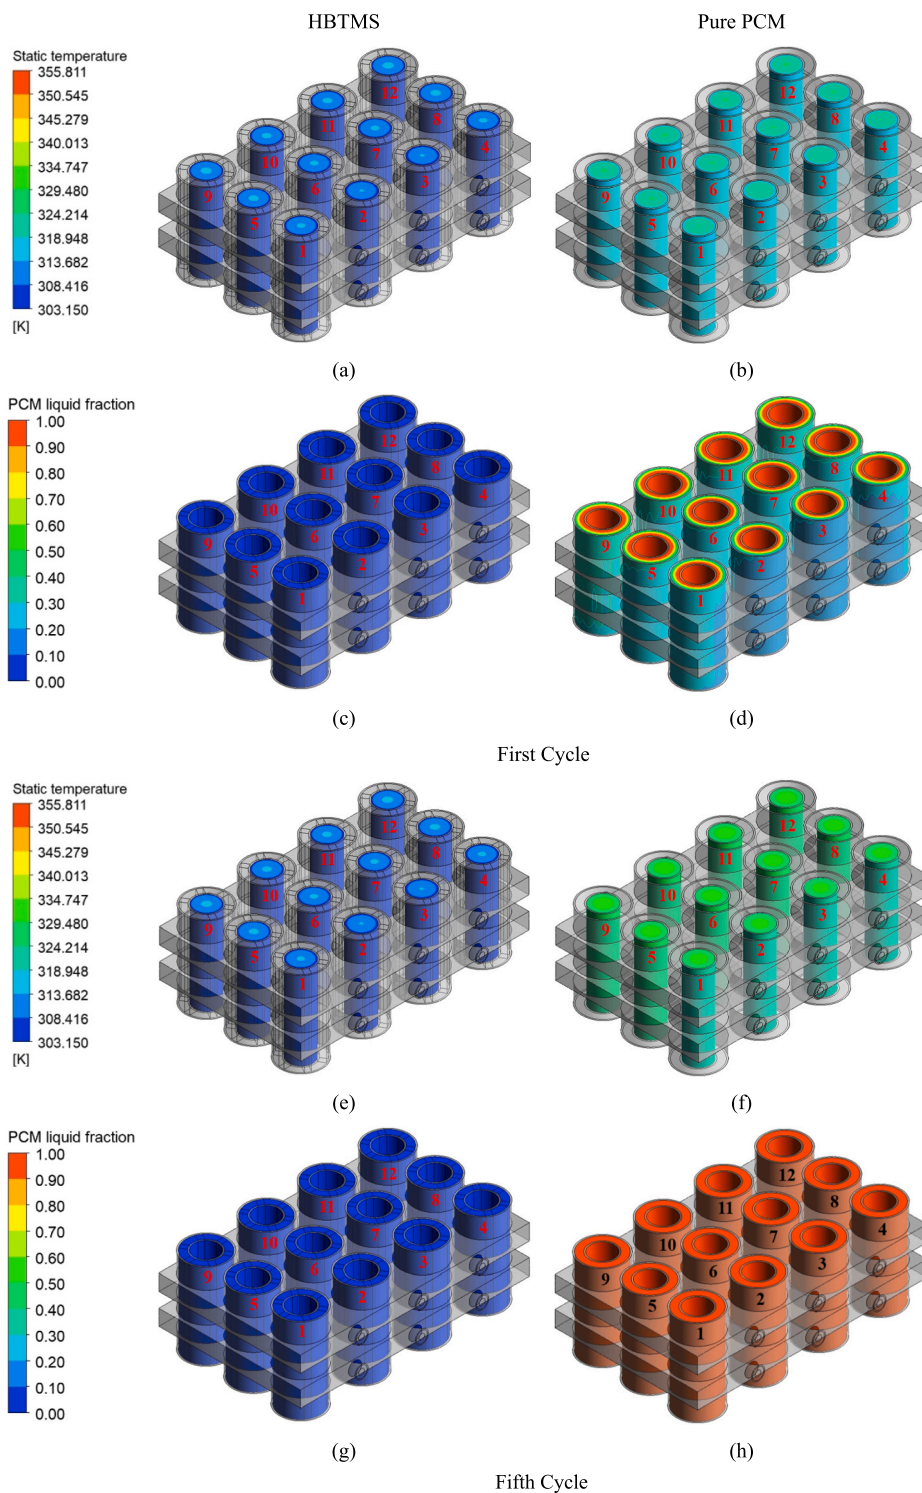 HBTMS Pure PCM
Static temperature
355.811
350.545
345.279
340.013
334.747
329.480
324.214
318.948
313.682
308.416
303.150
[K]
12
11 8
10 7 4
9 6 3
5 2
1
12
11 8
10 7 4
9 6 3
5 2
1
(a) (b)
PCM liquid fraction
1.00
0.90
0.80
0.70
0.60
0.50
0.40
0.30
0.20
0.10
0.00
12
11 8
10 7 4
9 6 3
5 2
1
12
11 8
10 7 4
9 6 3
5 2
1
(c) (d)
First Cycle
Static temperature
355.811
350.545
345.279
340.013
334.747
329.480
324.214
318.948
313.682
308.416
303.150
[K]
12
11 8
10 7 4
9 6 3
5 2
1
12
11 8
10 7 4
9 6 3
5 2
1
(e) (f)
PCM liquid fraction
1.00
0.90
0.80
0.70
0.60
0.50
0.40
0.30
0.20
0.10
0.00
12
11 8
10 7 4
9 6 3
5 2
1
12
11 8
10 7 4
9 6 3
5 2
1
(g) (h)
Fifth Cycle